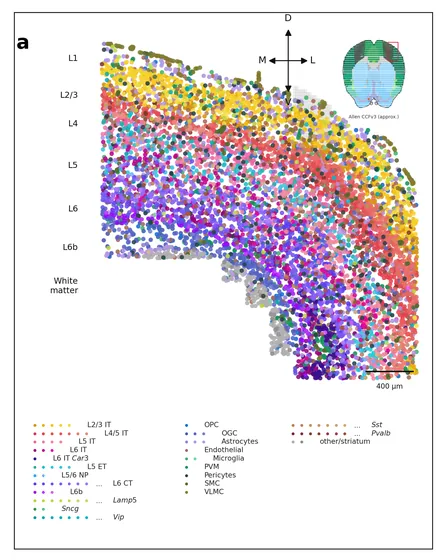 a
D
M L
V
L1
L2/3
L4
L5
L6
L6b
White
matter
Allen CCFv3 (approx.)
400 μm
L2/3 IT
L4/5 IT
L5 IT
L6 IT
L6 IT Car3
L5 ET
L5/6 NP
... L6 CT
L6b
... Lamp5
Sncg
... Vip
OPC
OGC
Astrocytes
Endothelial
Microglia
PVM
Pericytes
SMC
VLMC
... Sst
... Pvalb
other/striatum